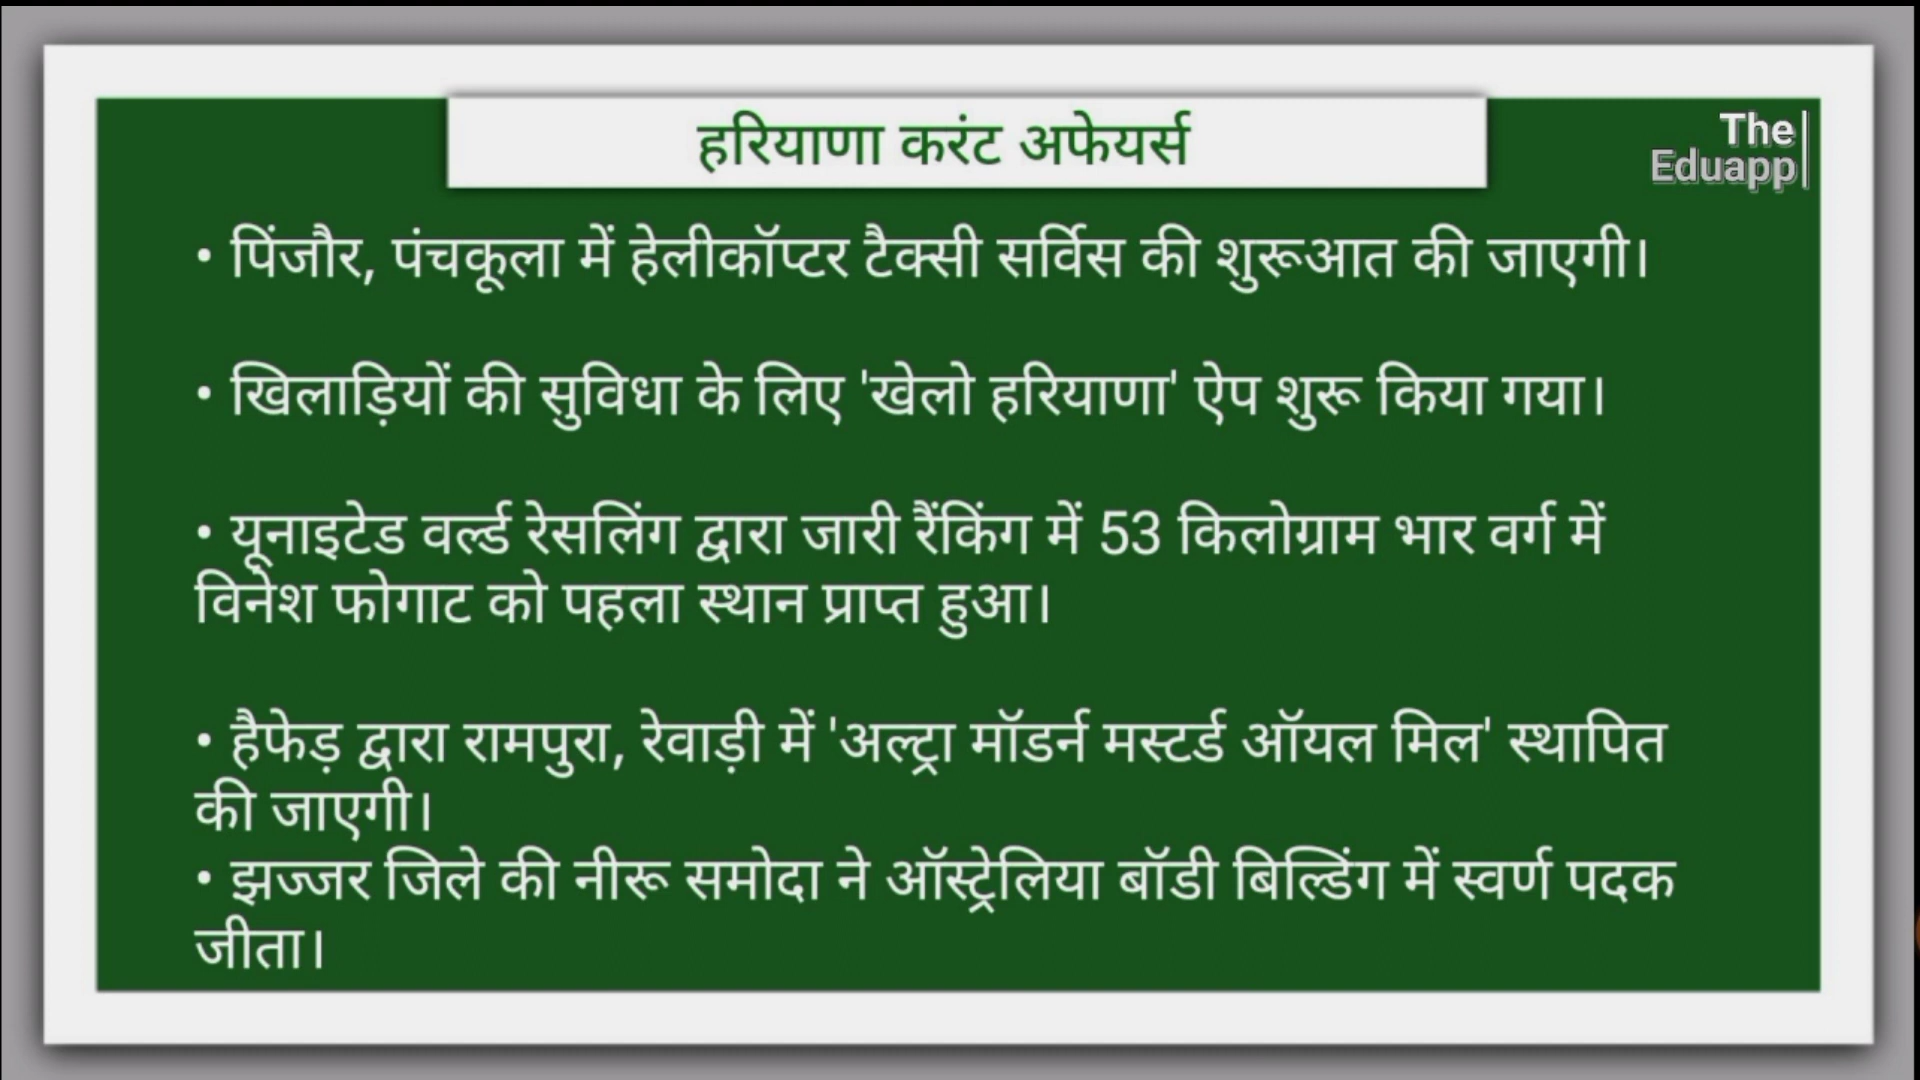 हरियाणा करंट अफेयर्स
The
Eduapp
• पिंजौर, पंचकूला में हेलीकॉप्टर टैक्सी सर्विस की शुरूआत की जाएगी।
• खिलाड़ियों की सुविधा के लिए 'खेलो हरियाणा' ऐप शुरू किया गया।
• यूनाइटेड वर्ल्ड रेसलिंग द्वारा जारी रैंकिंग में 53 किलोग्राम भार वर्ग में
विनेश फोगाट को पहला स्थान प्राप्त हुआ।
• हैफेड़ द्वारा रामपुरा, रेवाड़ी में 'अल्ट्रा मॉडर्न मस्टर्ड ऑयल मिल' स्थापित
की जाएगी।
• झज्जर जिले की नीरू समोदा ने ऑस्ट्रेलिया बॉडी बिल्डिंग में स्वर्ण पदक
जीता।